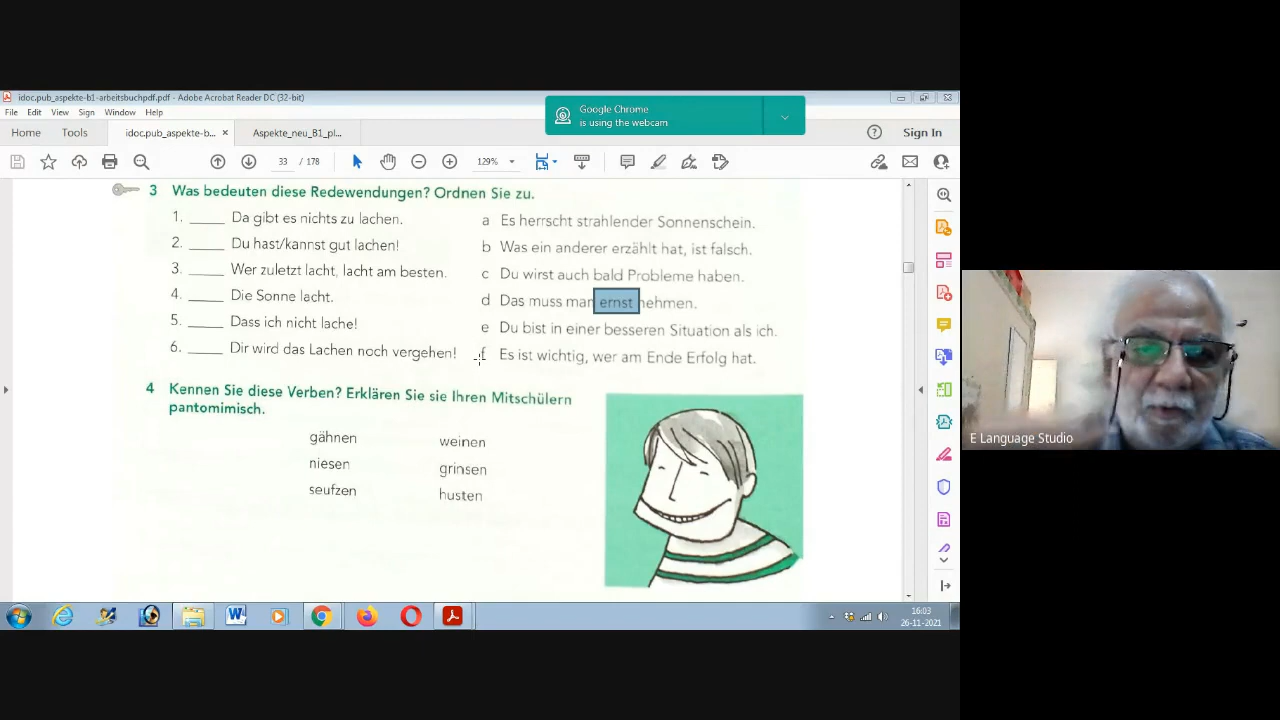 idoc.pub_aspekte-b1-arbeitsbuchpdf.pdf - Adobe Acrobat Reader DC (32-bit)
File Edit View Sign Window Help
Google Chrome
is using the webcam
Home Tools idoc.pub_aspekte-b... × Aspekte_neu_B1_pl... Sign In
33 / 178 129%
3 Was bedeuten diese Redewendungen? Ordnen Sie zu.
1. ____ Da gibt es nichts zu lachen.
2. ____ Du hast/kannst gut lachen!
3. ____ Wer zuletzt lacht, lacht am besten.
4. ____ Die Sonne lacht.
5. ____ Dass ich nicht lache!
6. ____ Dir wird das Lachen noch vergehen!
a Es herrscht strahlender Sonnenschein.
b Was ein anderer erzählt hat, ist falsch.
c Du wirst auch bald Probleme haben.
d Das muss man ernst nehmen.
e Du bist in einer besseren Situation als ich.
f Es ist wichtig, wer am Ende Erfolg hat.
4 Kennen Sie diese Verben? Erklären Sie sie Ihren Mitschülern
pantomimisch.
gähnen weinen
niesen grinsen
seufzen husten
E Language Studio
16:03
26-11-2021